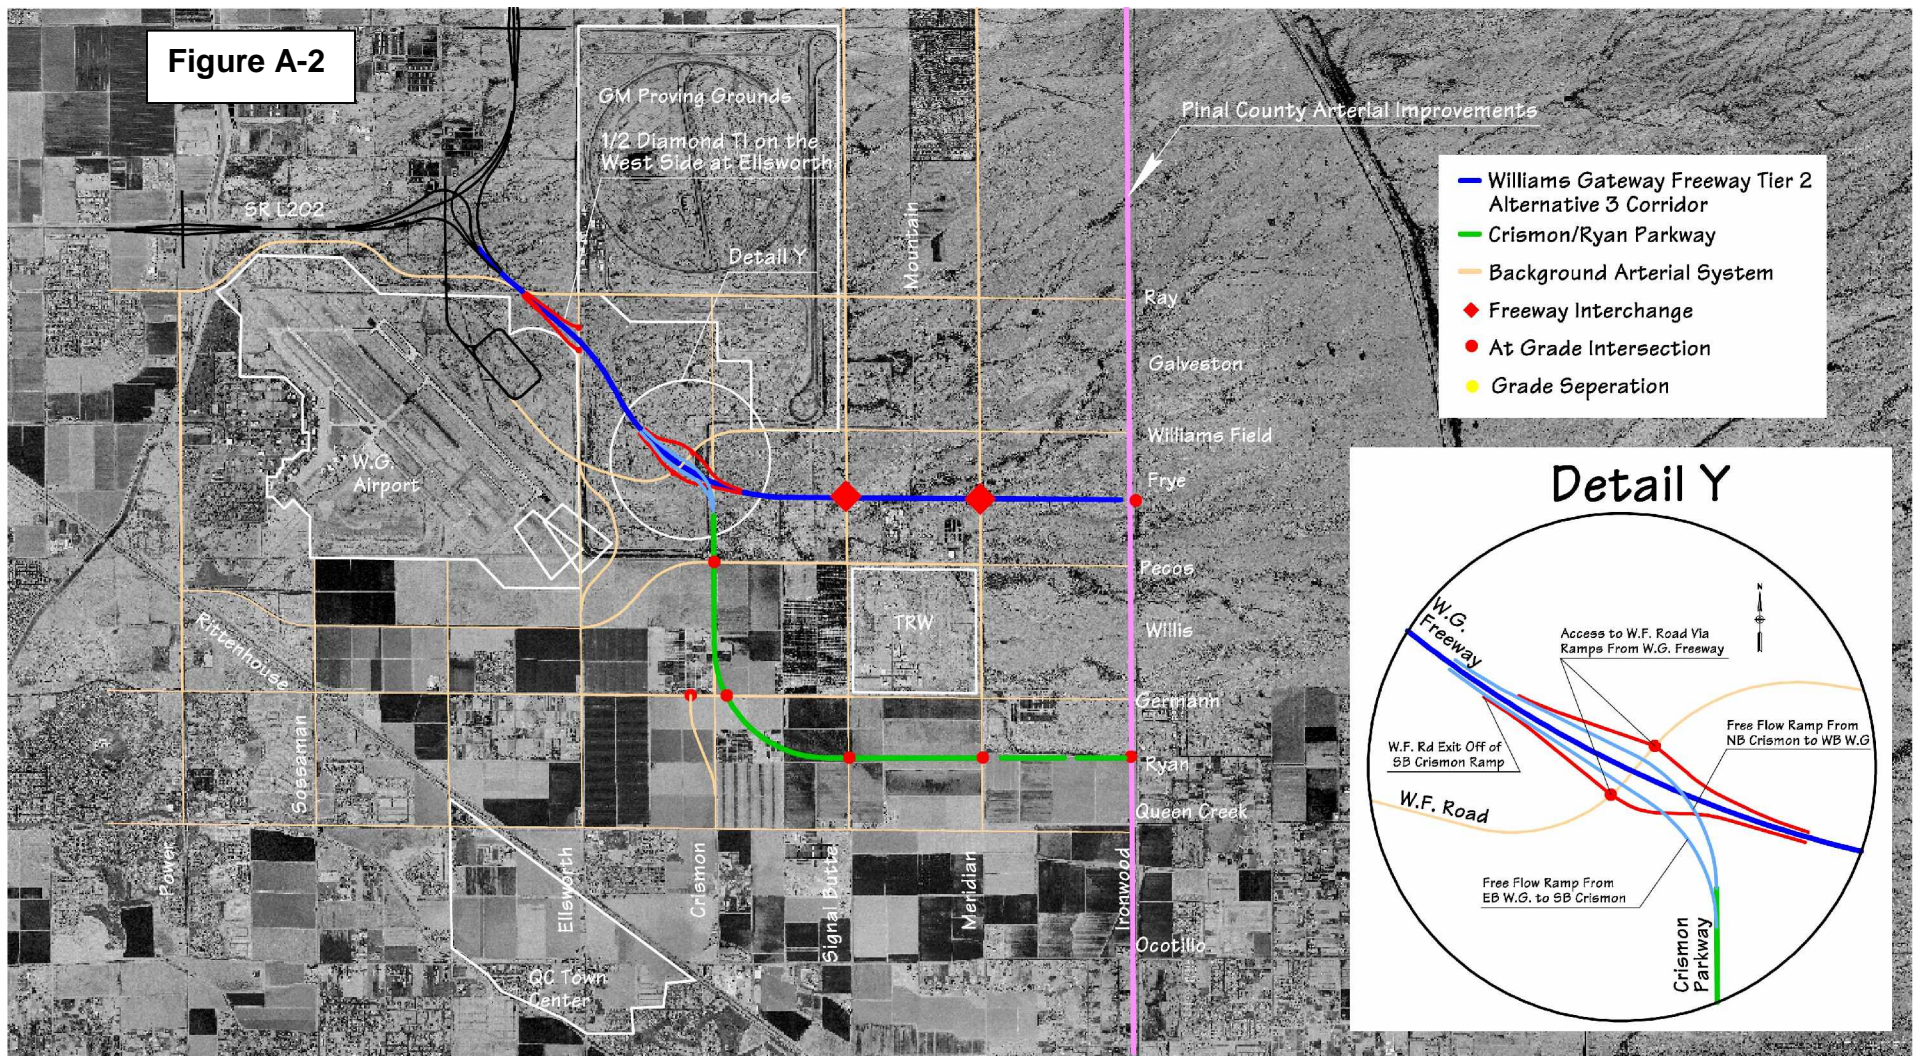 Figure A-2
GM Proving Grounds
1/2 Diamond TI on the
West Side at Ellsworth
Pinal County Arterial Improvements
SR L202
Detail Y
Mountain
Williams Gateway Freeway Tier 2
Alternative 3 Corridor
Crismon/Ryan Parkway
Background Arterial System
Freeway Interchange
At Grade Intersection
Grade Seperation
Ray
Galveston
Williams Field
Frye
W.G.
Airport
Pecos
TRW
Willis
Rittenhouse
Germann
Sossaman
Ryan
Queen Creek
Power
Ellsworth
Crismon
Signal Butte
Meridian
Ironwood
Ocotillo
QC Town
Center
Detail Y
N
W.G.
Freeway
Access to W.F. Road Via
Ramps From W.G. Freeway
Free Flow Ramp From
NB Crismon to WB W.G
W.F. Rd Exit Off of
SB Crismon Ramp
W.F. Road
Free Flow Ramp From
EB W.G. to SB Crismon
Crismon
Parkway